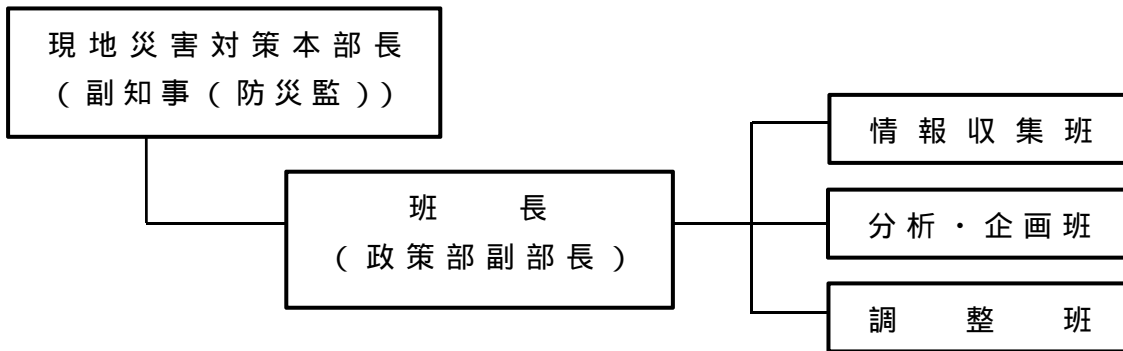 現地災害対策本部長
(副知事(防災監))
班長
(政策部副部長)
情報収集班
分析・企画班
調整班